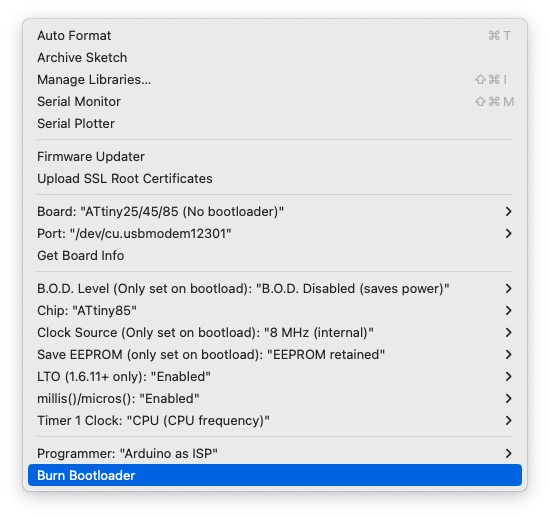 Auto Format ⌘ T
Archive Sketch
Manage Libraries... ⇧⌘ I
Serial Monitor ⇧⌘ M
Serial Plotter
Firmware Updater
Upload SSL Root Certificates
Board: "ATtiny25/45/85 (No bootloader)"
Port: "/dev/cu.usbmodem12301"
Get Board Info
B.O.D. Level (Only set on bootload): "B.O.D. Disabled (saves power)"
Chip: "ATtiny85"
Clock Source (Only set on bootload): "8 MHz (internal)"
Save EEPROM (only set on bootload): "EEPROM retained"
LTO (1.6.11+ only): "Enabled"
millis()/micros(): "Enabled"
Timer 1 Clock: "CPU (CPU frequency)"
Programmer: "Arduino as ISP"
Burn Bootloader